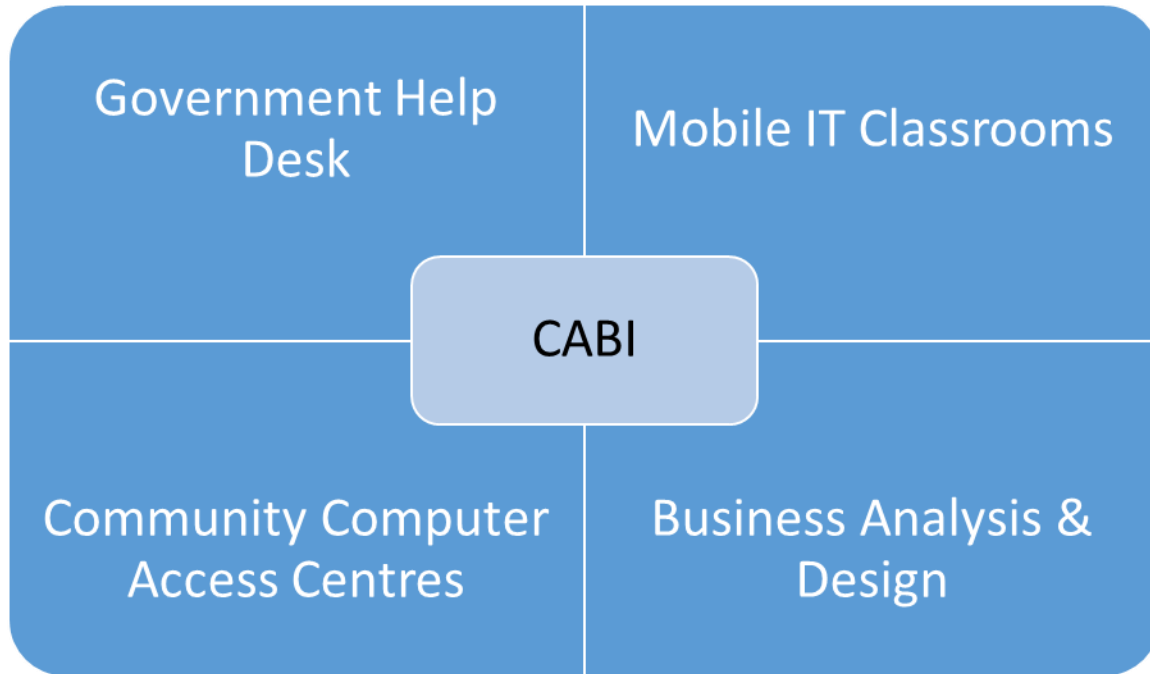 Government Help
Desk
Mobile IT Classrooms
CABI
Community Computer
Access Centres
Business Analysis &
Design